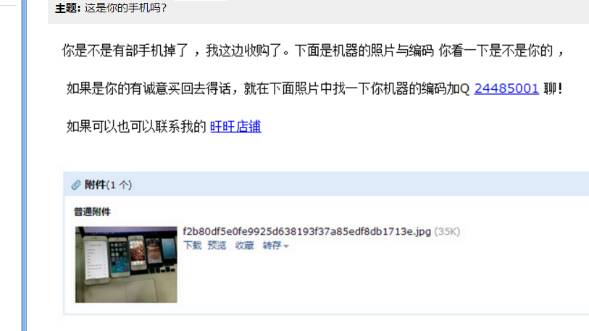 主题: 这是你的手机吗?
你是不是有部手机掉了 ，我这边收购了。下面是机器的照片与编码 你看一下是不是你的 ，
如果是你的有诚意买回去得话，就在下面照片中找一下你机器的编码加Q 24485001 聊!
如果可以也可以联系我的 旺旺店铺
附件(1 个)
普通附件
f2b80df5e0fe9925d638193f37a85edf8db1713e.jpg (35K)
下载 预览 收藏 转存